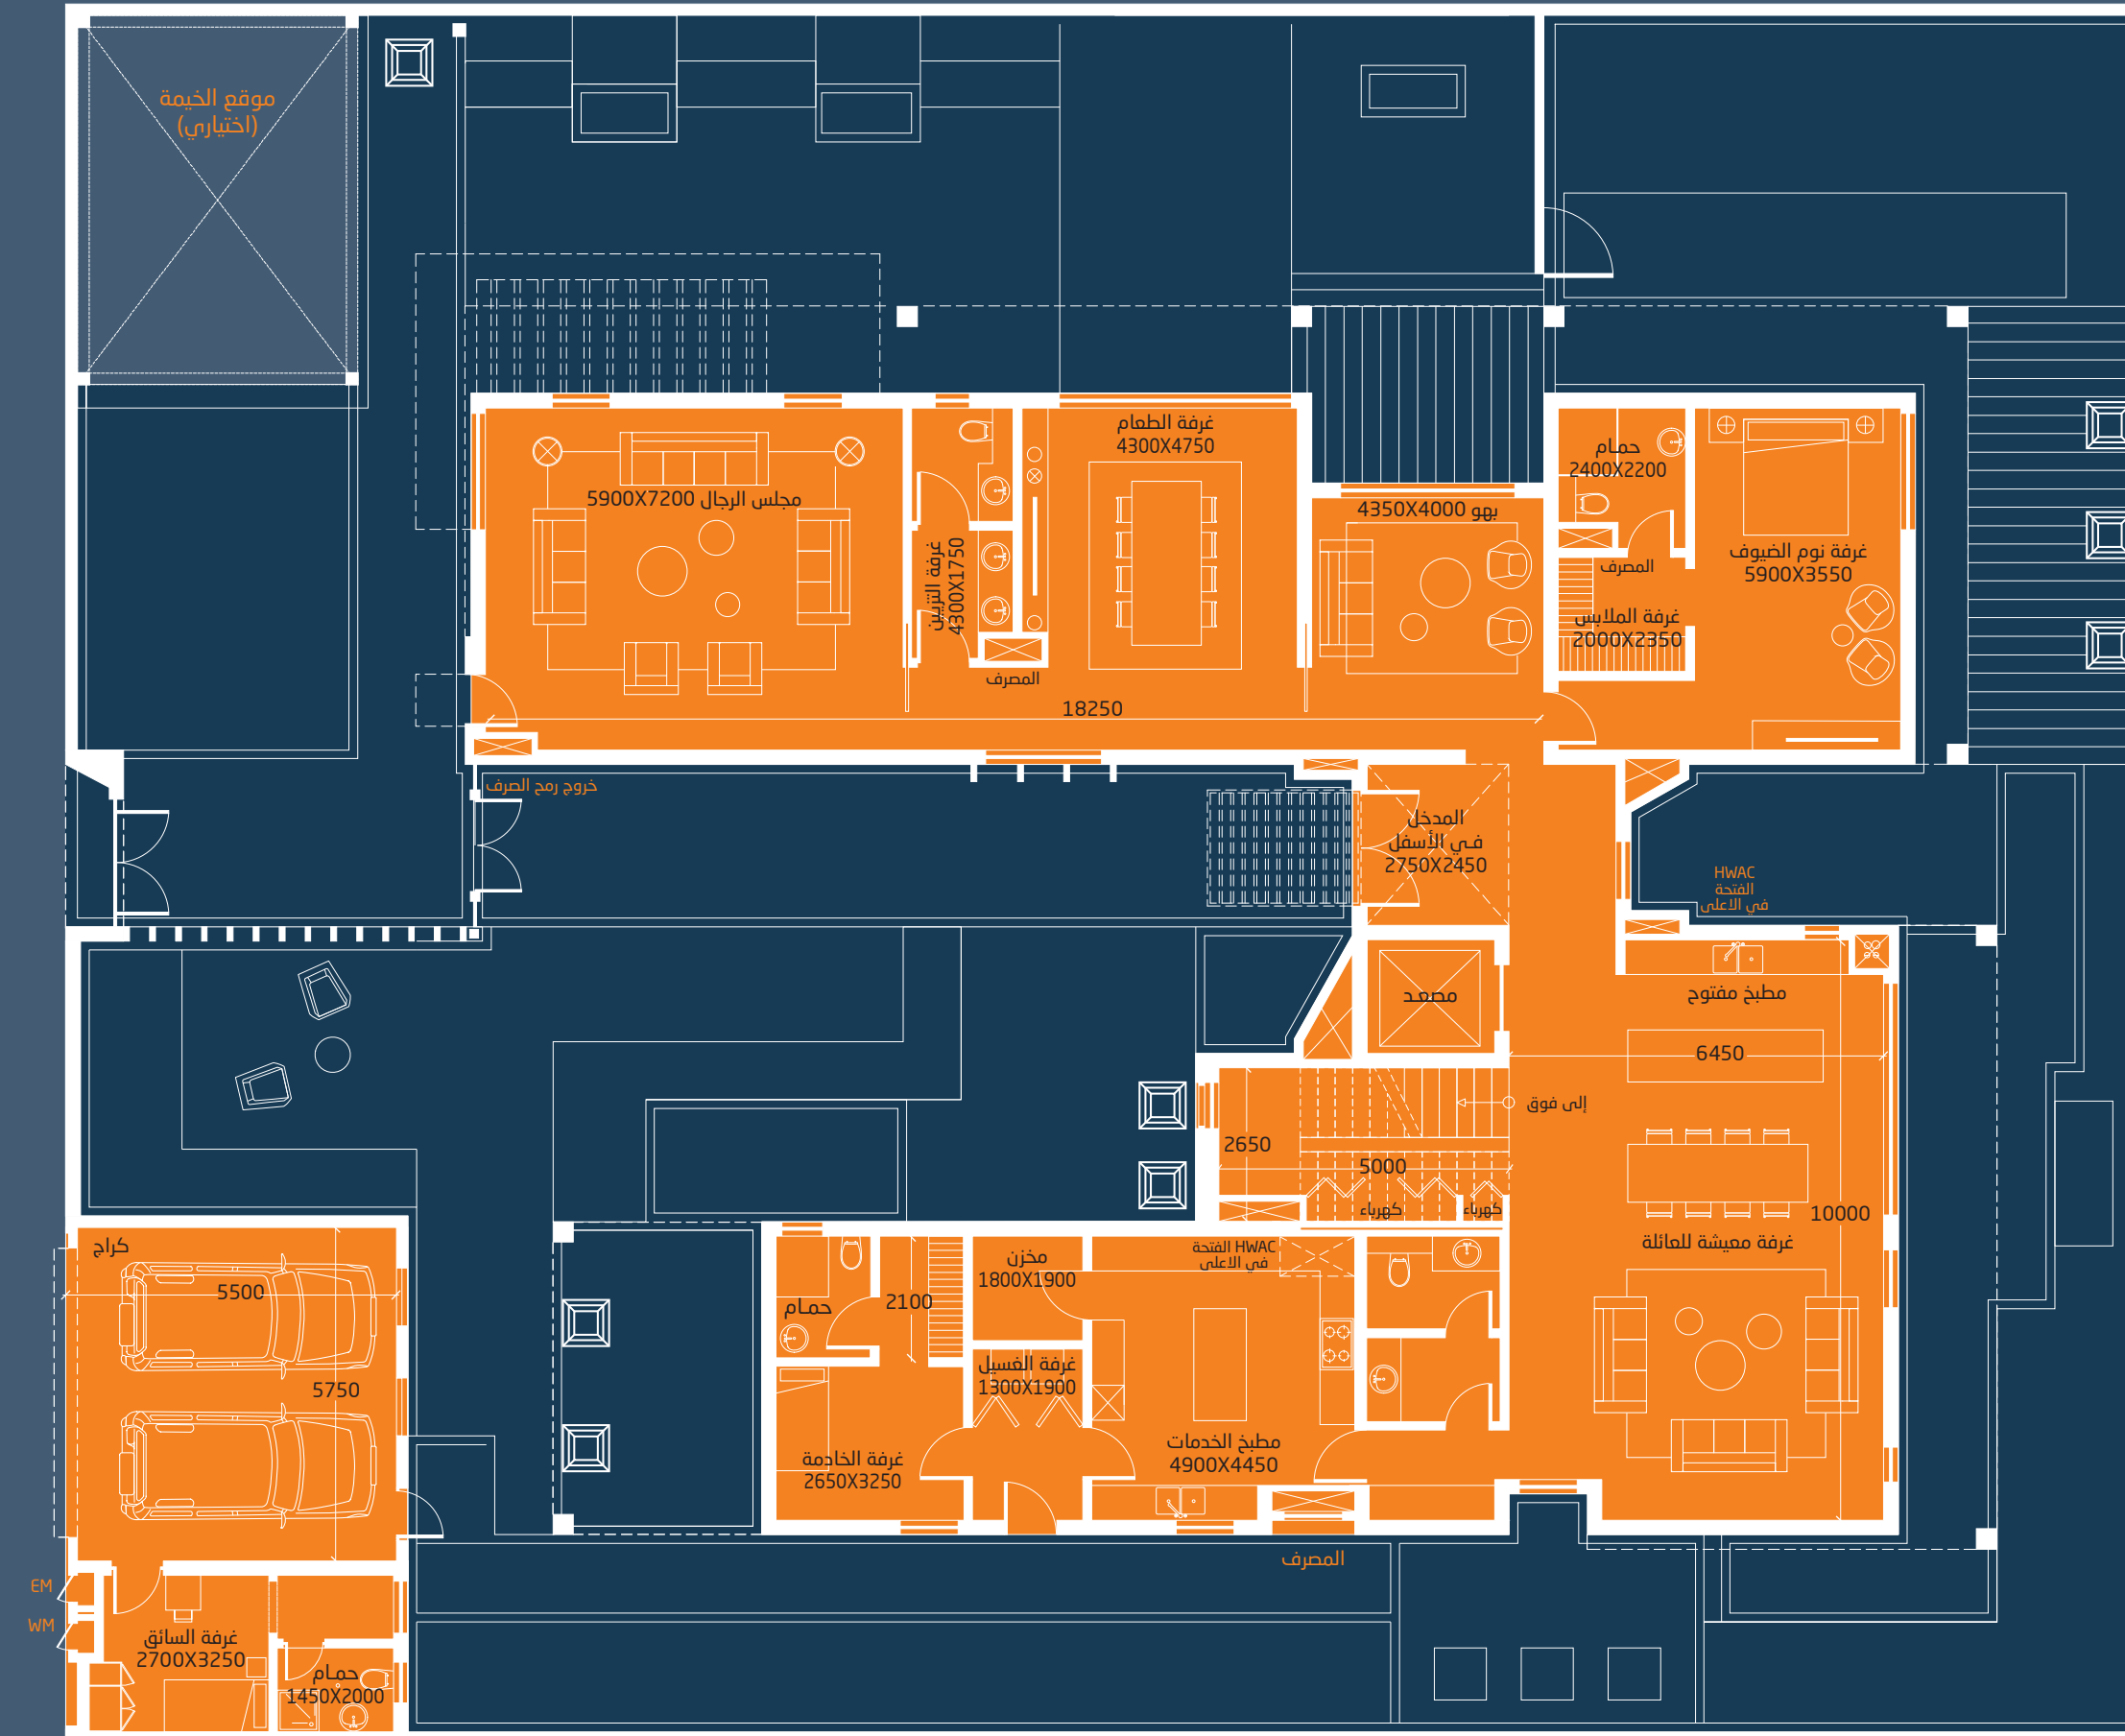 موقع الخيمة
(اختياري)
غرفة الطعام
4300X4750
حمام
2400X2200
مجلس الرجال 5900X7200
بهو 4350X4000
غرفة التزيين
4300X1750
غرفة نوم الضيوف
5900X3550
المصرف
غرفة الملابس
2000X2350
المصرف
18250
خروج رمح الصرف
المدخل
في الأسفل
2750X2450
HWAC
الفتحة
في الاعلى
مصعد
مطبخ مفتوح
6450
إلى فوق
2650
5000
كهرباء
كهرباء
10000
غرفة معيشة للعائلة
كراج
5500
5750
مخزن
1800X1900
HWAC الفتحة
في الاعلى
حمام
2100
غرفة الغسيل
1300X1900
غرفة الخادمة
2650X3250
مطبخ الخدمات
4900X4450
المصرف
EM
WM
غرفة السائق
2700X3250
حمام
1450X2000